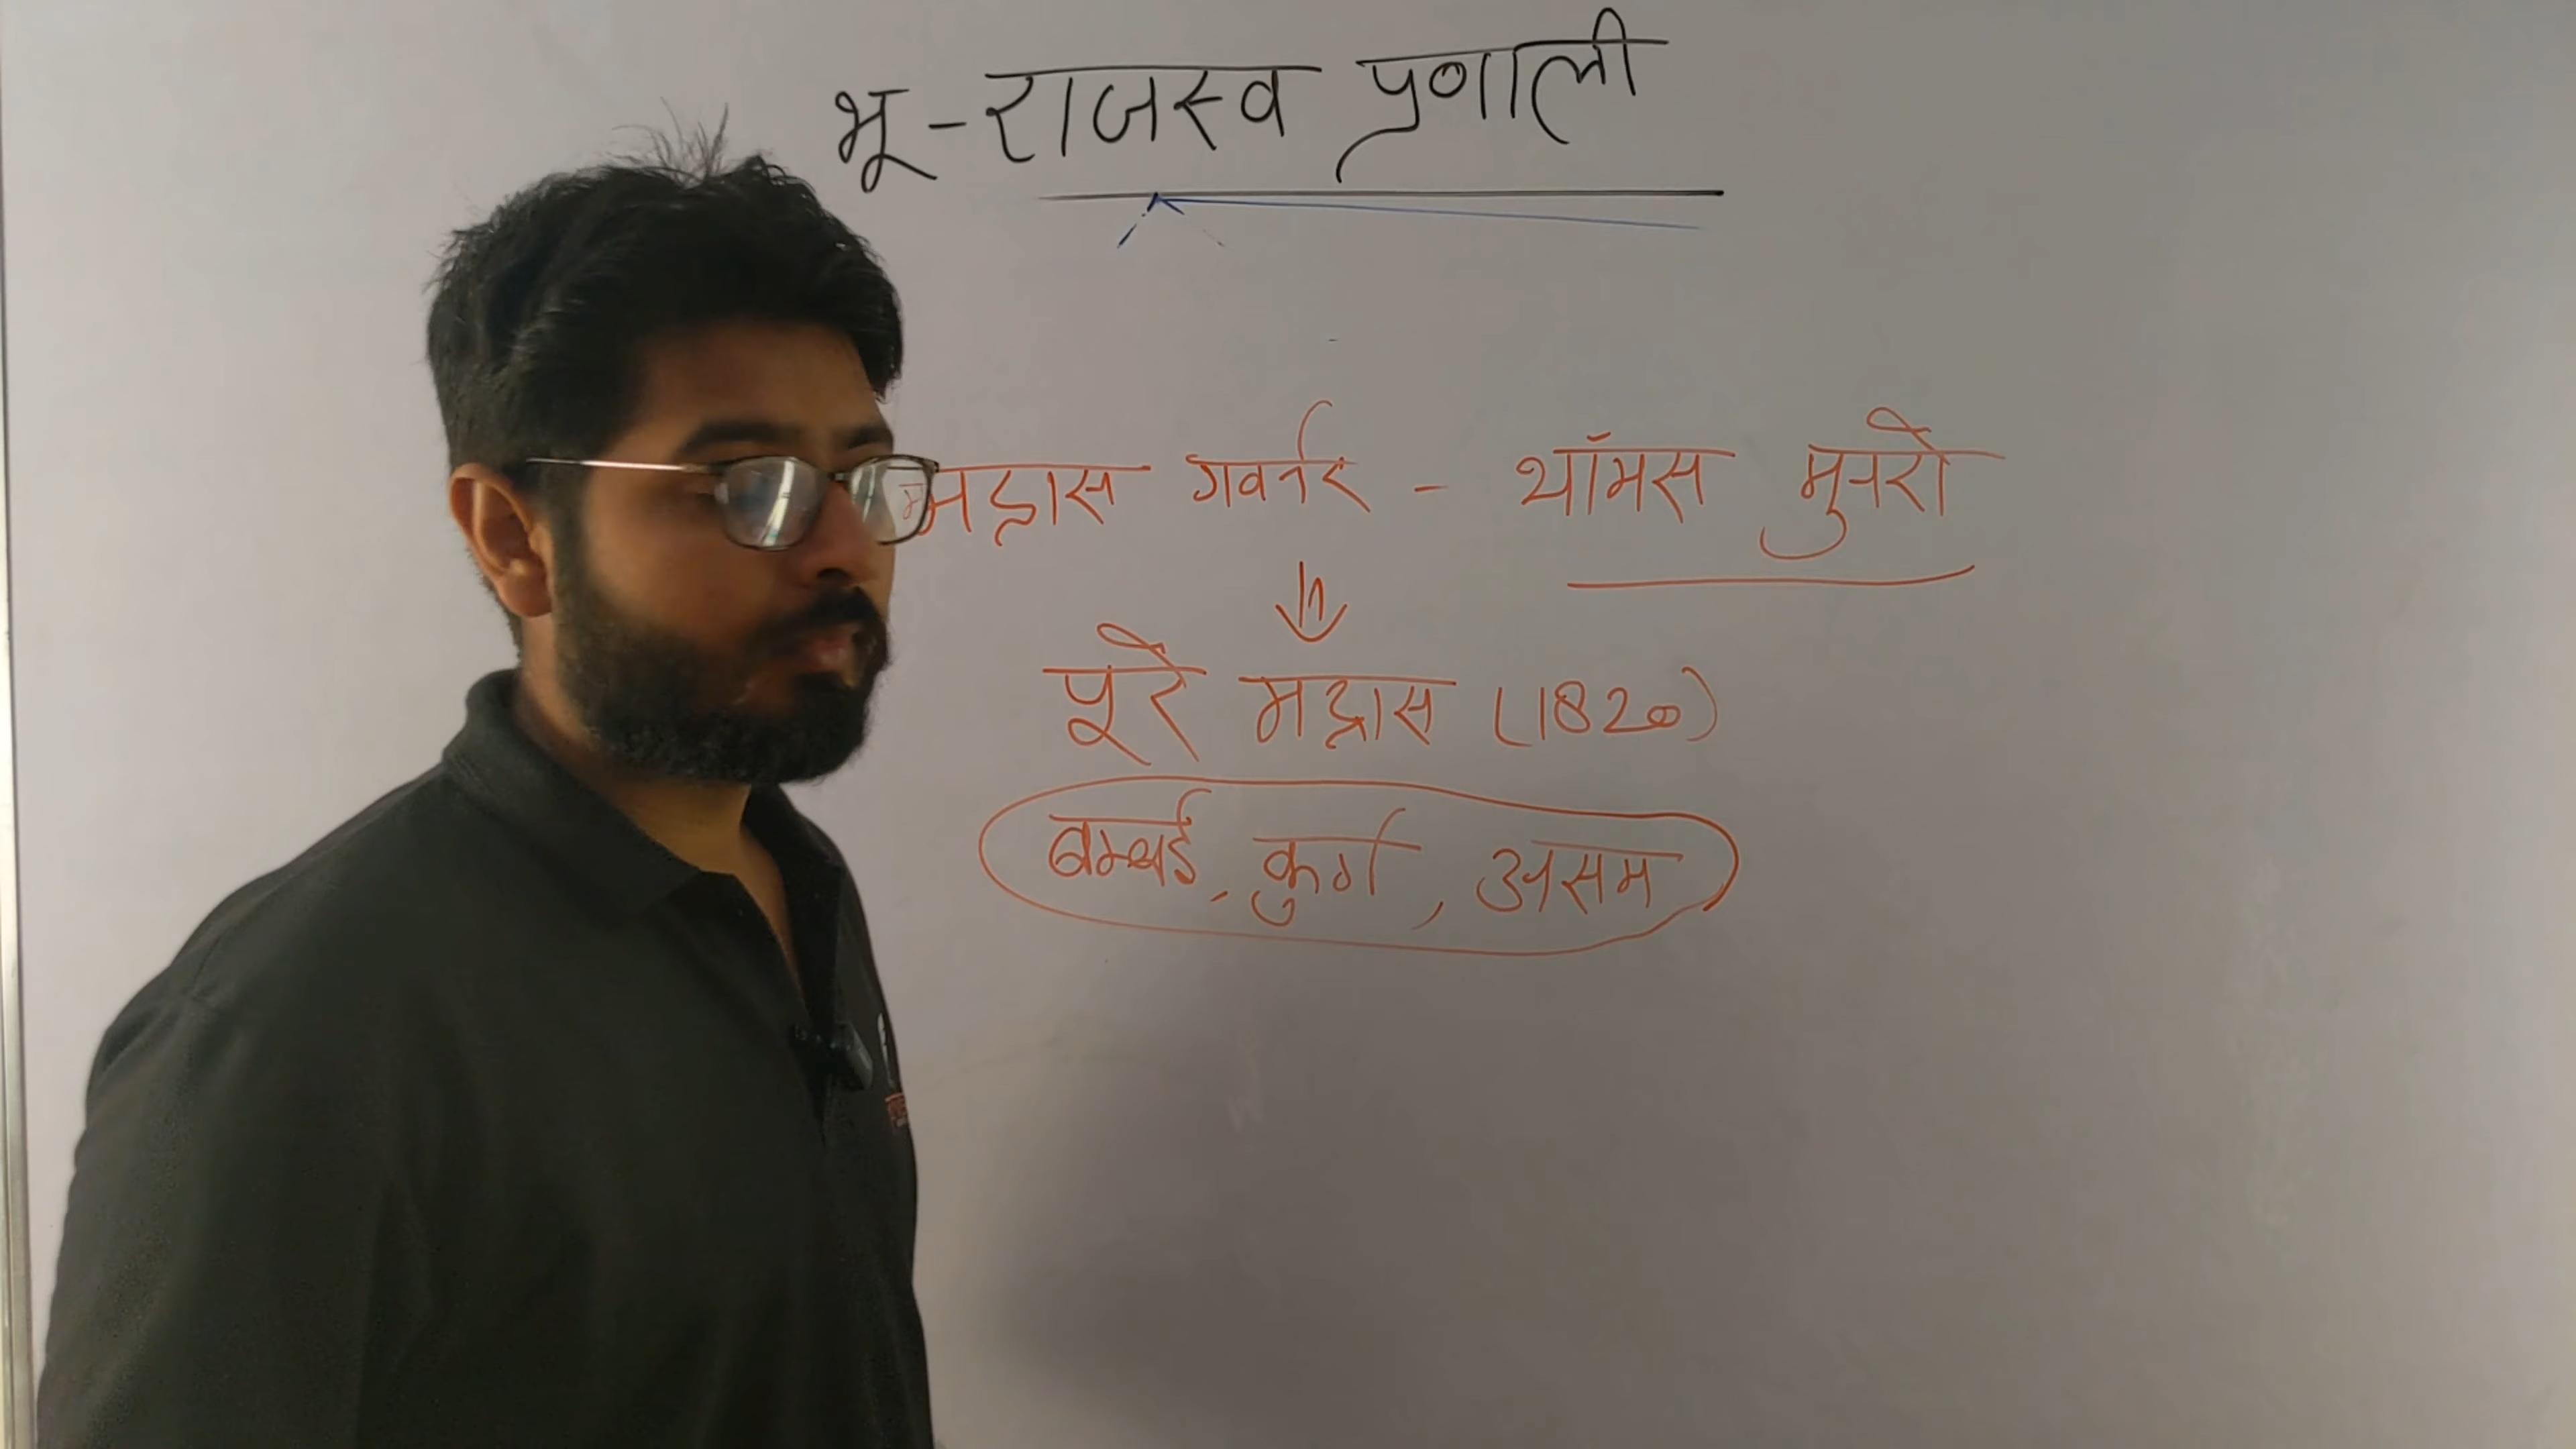 भू-राजस्व प्रणाली
मद्रास गवर्नर - थॉमस मुनरो
पूरे मद्रास (1820)
बम्बई, कुर्ग, असम